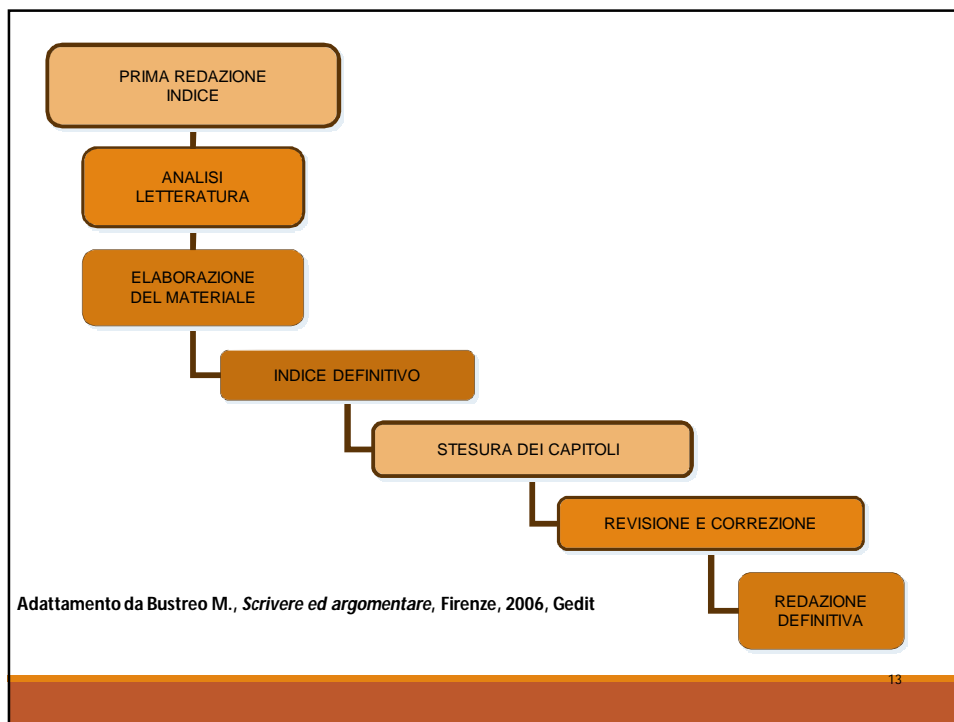 PRIMA REDAZIONE
INDICE
ANALISI
LETTERATURA
ELABORAZIONE
DEL MATERIALE
INDICE DEFINITIVO
STESURA DEI CAPITOLI
REVISIONE E CORREZIONE
REDAZIONE
DEFINITIVA
Adattamento da Bustreo M., Scrivere ed argomentare, Firenze, 2006, Gedit
13